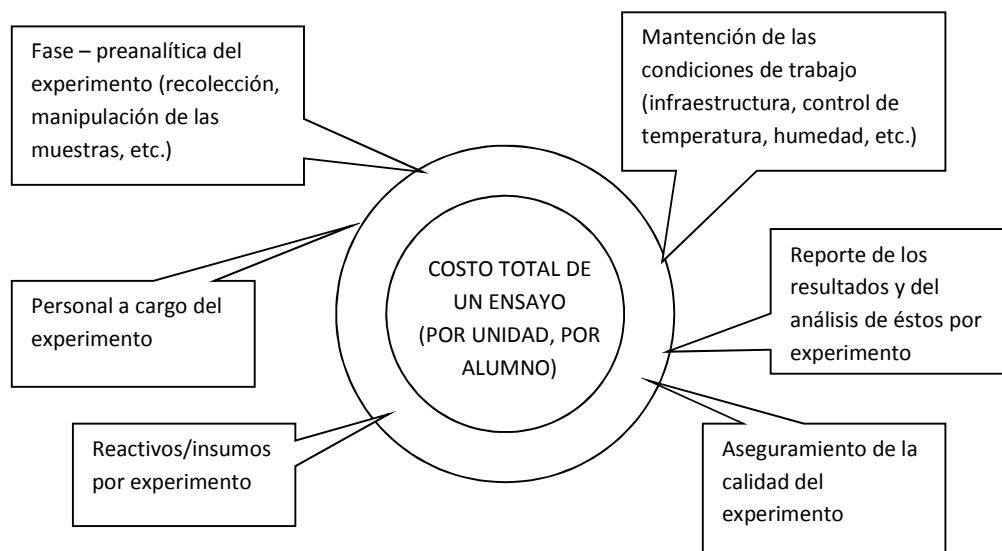 Fase – preanalítica del
experimento (recolección,
manipulación de las
muestras, etc.)
Mantención de las
condiciones de trabajo
(infraestructura, control de
temperatura, humedad, etc.)
COSTO TOTAL DE
UN ENSAYO
(POR UNIDAD, POR
ALUMNO)
Personal a cargo del
experimento
Reporte de los
resultados y del
análisis de éstos por
experimento
Reactivos/insumos
por experimento
Aseguramiento de la
calidad del
experimento